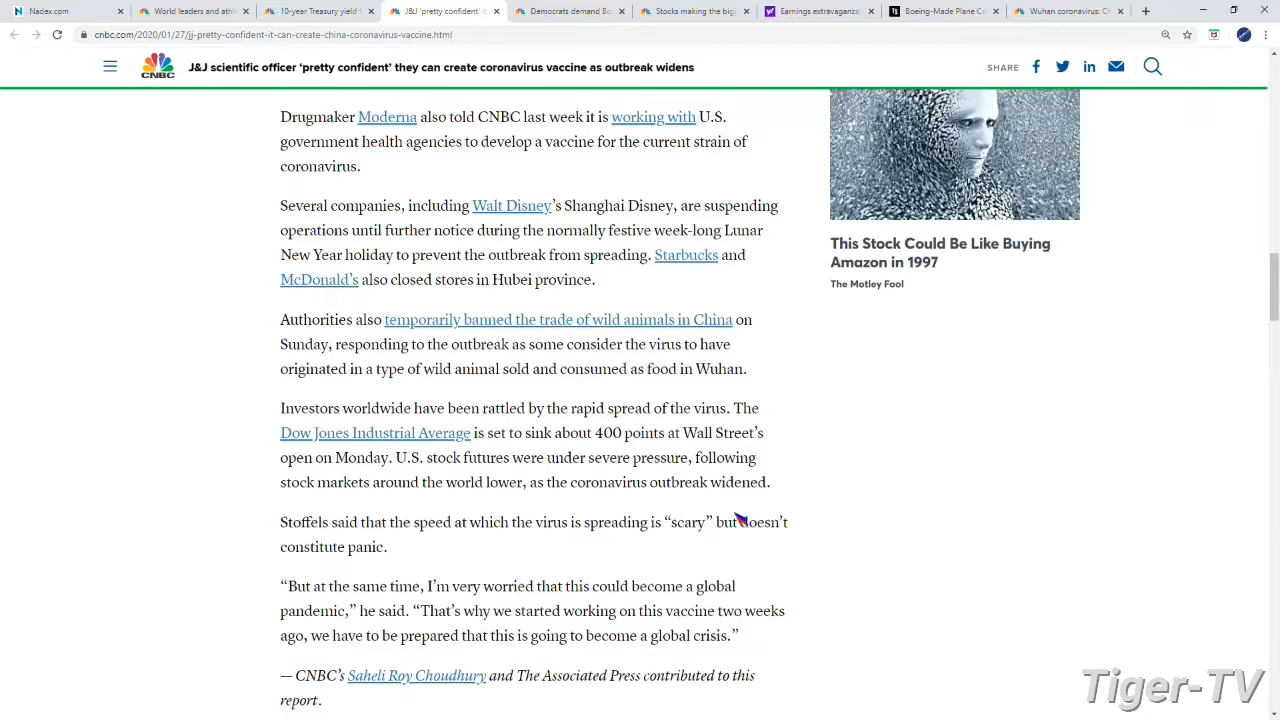 Nadex.com
World leaders and athl
10-year Treasury yield
J&J 'pretty confident' it
Democrats demand Bo
Stocks making the big
Earnings extravaganza
Boeing-Made Plane C
Wuhan coronavirus: C
cnbc.com/2020/01/27/jj-pretty-confident-it-can-create-china-coronavirus-vaccine.html
CNBC
J&J scientific officer ‘pretty confident’ they can create coronavirus vaccine as outbreak widens
SHARE
Drugmaker Moderna also told CNBC last week it is working with U.S.
government health agencies to develop a vaccine for the current strain of
coronavirus.
Several companies, including Walt Disney’s Shanghai Disney, are suspending
operations until further notice during the normally festive week-long Lunar
New Year holiday to prevent the outbreak from spreading. Starbucks and
McDonald’s also closed stores in Hubei province.
Authorities also temporarily banned the trade of wild animals in China on
Sunday, responding to the outbreak as some consider the virus to have
originated in a type of wild animal sold and consumed as food in Wuhan.
Investors worldwide have been rattled by the rapid spread of the virus. The
Dow Jones Industrial Average is set to sink about 400 points at Wall Street’s
open on Monday. U.S. stock futures were under severe pressure, following
stock markets around the world lower, as the coronavirus outbreak widened.
Stoffels said that the speed at which the virus is spreading is “scary” but doesn’t
constitute panic.
“But at the same time, I’m very worried that this could become a global
pandemic,” he said. “That’s why we started working on this vaccine two weeks
ago, we have to be prepared that this is going to become a global crisis.”
— CNBC’s Saheli Roy Choudhury and The Associated Press contributed to this
report.
This Stock Could Be Like Buying
Amazon in 1997
The Motley Fool
Tiger-TV